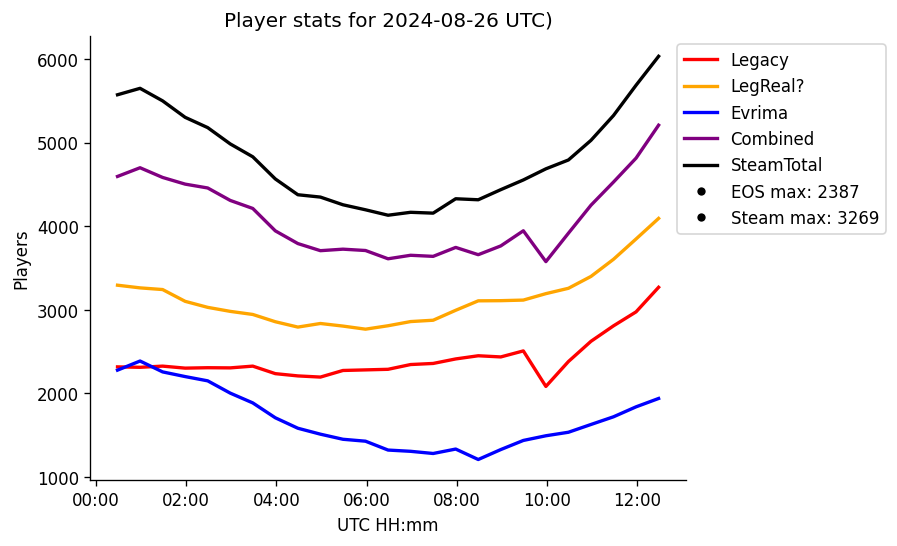 Player stats for 2024-08-26 UTC)
6000
5000
4000
3000
2000
1000
Players
00:00 02:00 04:00 06:00 08:00 10:00 12:00
UTC HH:mm
Legacy
LegReal?
Evrima
Combined
SteamTotal
EOS max: 2387
Steam max: 3269